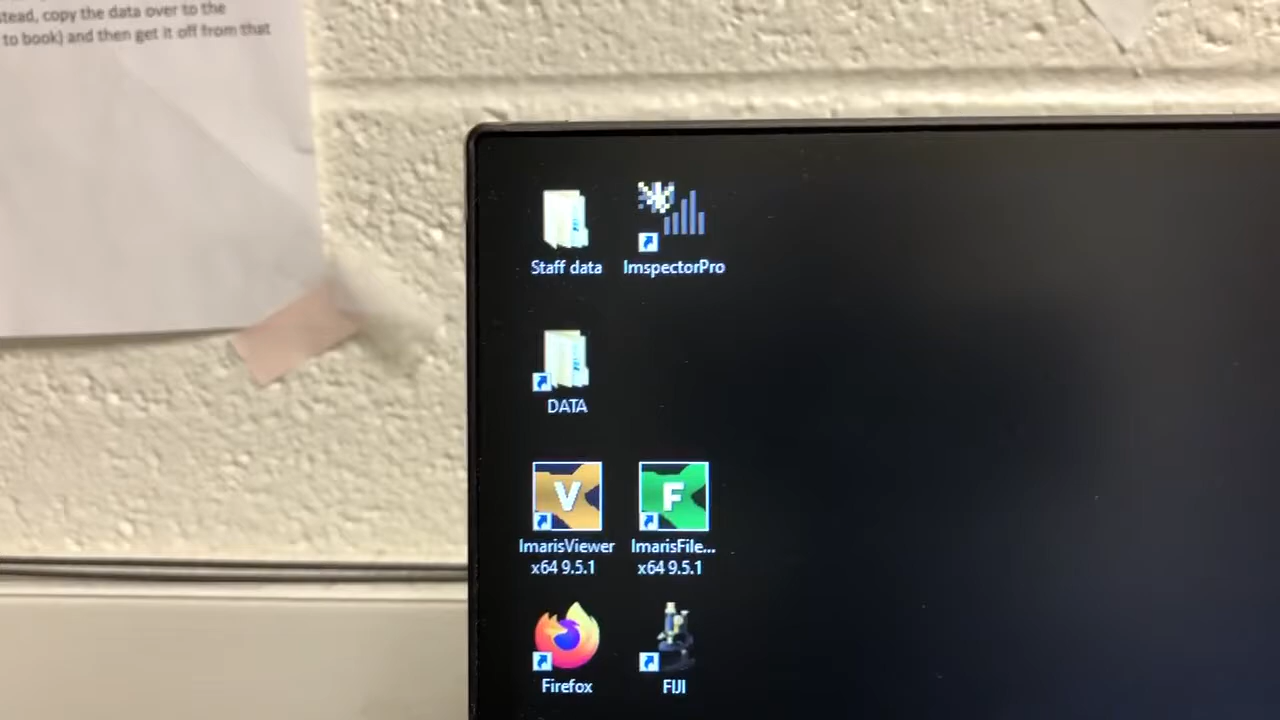 stead, copy the data over to the
to book) and then get it off from that
Staff data
ImspectorPro
DATA
V
F
ImarisViewer
x64 9.5.1
ImarisFile...
x64 9.5.1
Firefox
FIJI